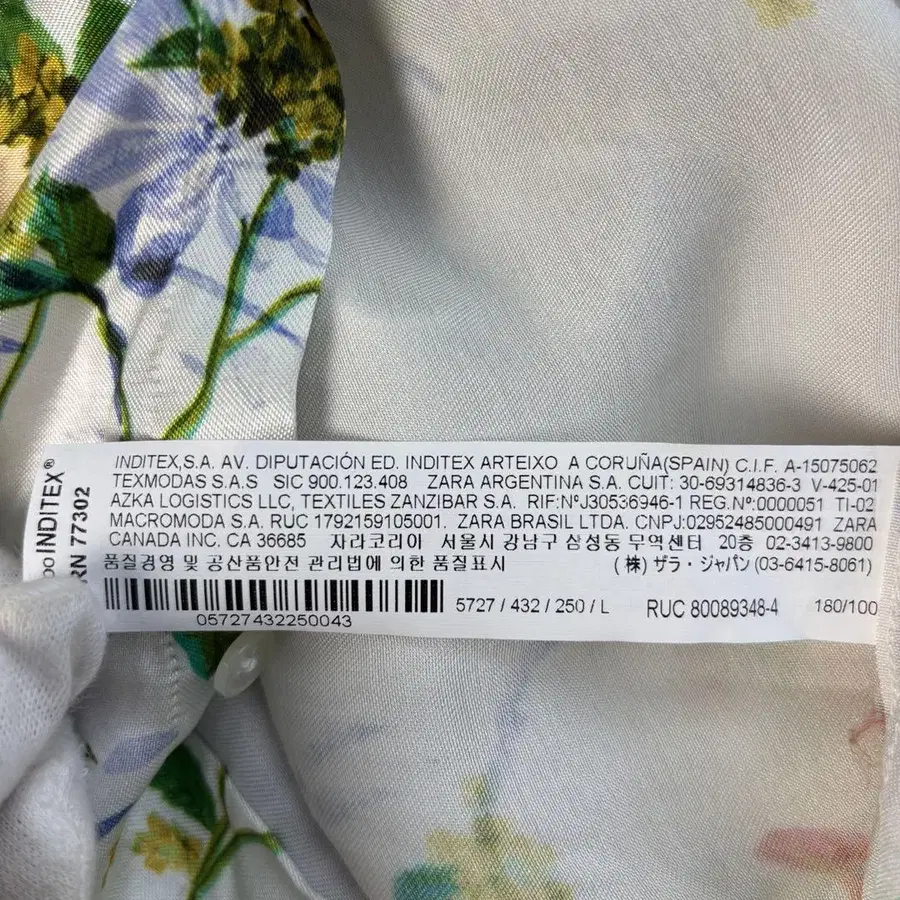 INDITEX,S.A. AV. DIPUTACIÓN ED. INDITEX ARTEIXO A CORUÑA(SPAIN) C.I.F. A-15075062
TEXMODAS S.A.S SIC 900.123.408 ZARA ARGENTINA S.A. CUIT: 30-69314836-3 V-425-01
AZKA LOGISTICS LLC, TEXTILES ZANZIBAR S.A. RIF:Nº J30536946-1 REG.Nº:0000051 TI-02
MACROMODA S.A. RUC 1792159105001. ZARA BRASIL LTDA. CNPJ:02952485000491 ZARA
CANADA INC. CA 36685 자라코리아 서울시 강남구 삼성동 무역센터 20층 02-3413-9800
품질경영 및 공산품안전 관리법에 의한 품질표시 (株) ザラ・ジャパン (03-6415-8061)
05727432250043
5727 / 432 / 250 / L RUC 80089348-4 180/100
INDITEX®
RN 77302